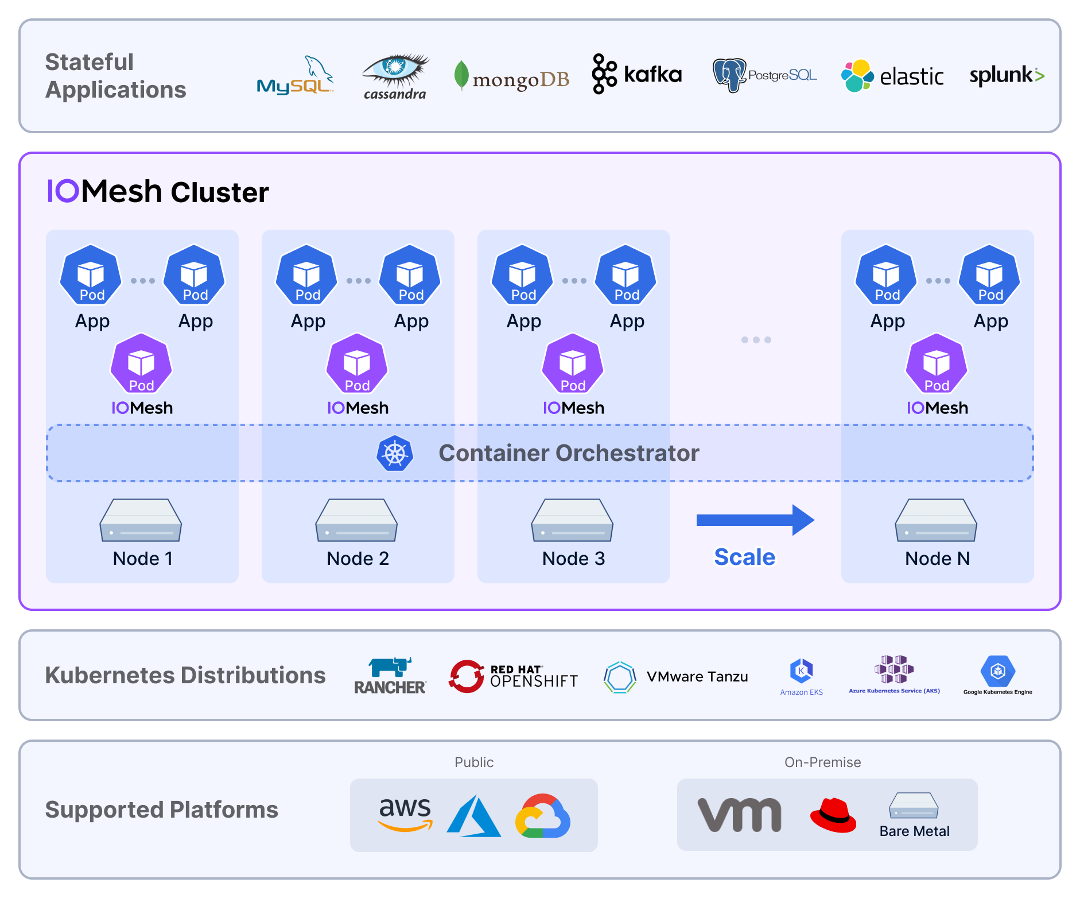 Stateful
Applications
MySQL
cassandra
mongoDB
kafka
PostgreSQL
elastic
splunk>
IOMesh Cluster
Pod
Pod
Pod
Pod
Pod
Pod
Pod
Pod
App
App
App
App
App
App
App
App
Pod
Pod
Pod
Pod
IOMesh
IOMesh
IOMesh
IOMesh
Container Orchestrator
Scale
Node 1
Node 2
Node 3
Node N
Kubernetes Distributions
RANCHER
RED HAT
OPENSHIFT
VMware Tanzu
K
Amazon EKS
Azure Kubernetes Service (AKS)
Google Kubernetes Engine
Public
On-Premise
Supported Platforms
aws
vm
Bare Metal